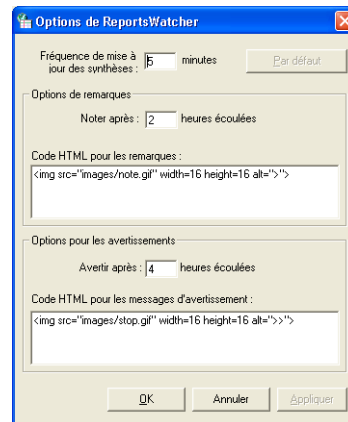 Options de ReportsWatcher
Fréquence de mise à jour des synthèses : 5 minutes
Par défaut
Options de remarques
Noter après : 2 heures écoulées
Code HTML pour les remarques :
<img src="images/note.gif" width=16 height=16 alt=">">
Options pour les avertissements
Avertir après : 4 heures écoulées
Code HTML pour les messages d'avertissement :
<img src="images/stop.gif" width=16 height=16 alt=">>">
OK Annuler Appliquer